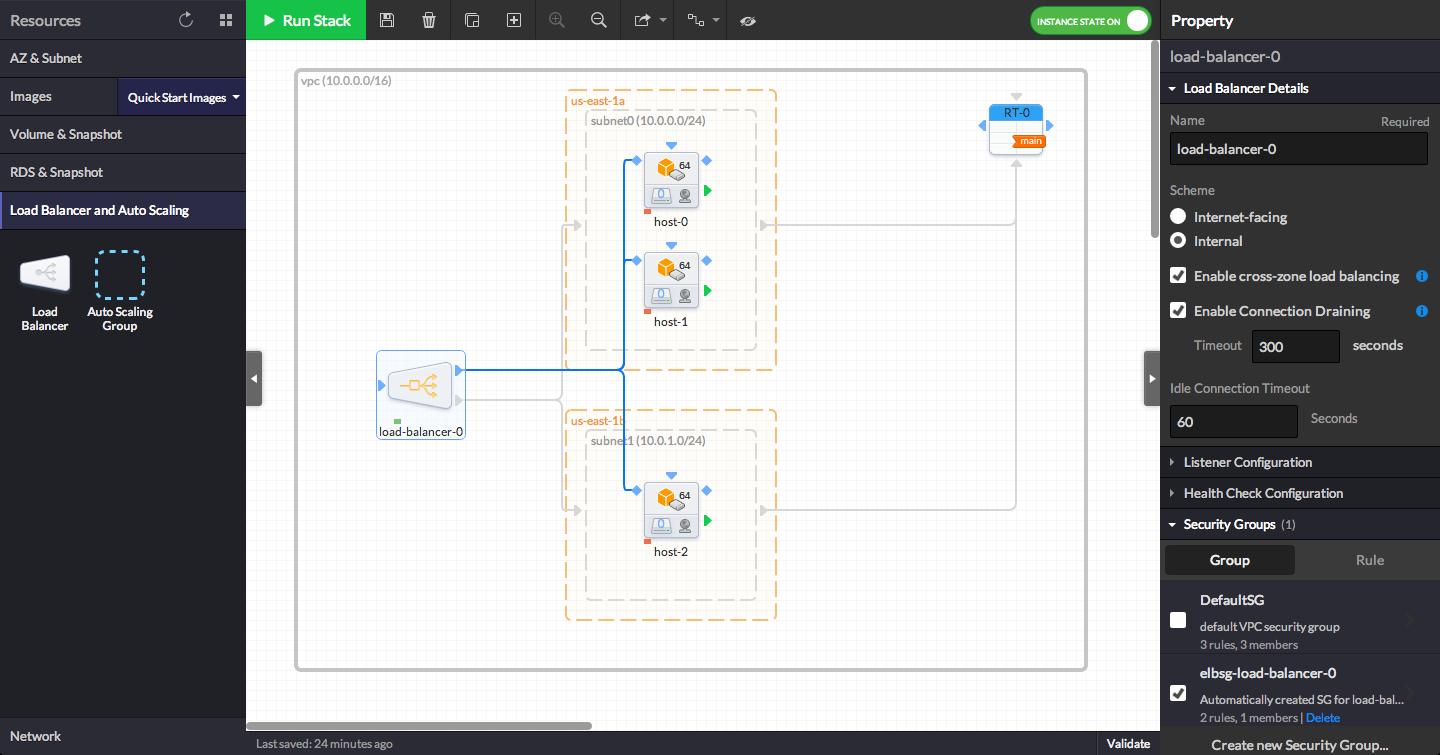 Resources
AZ & Subnet
Images
Quick Start Images
Volume & Snapshot
RDS & Snapshot
Load Balancer and Auto Scaling
Load
Balancer
Auto Scaling
Group
Network
Run Stack
INSTANCE STATE ON
vpc (10.0.0.0/16)
us-east-1a
subnet0 (10.0.0.0/24)
64
host-0
64
host-1
RT-0
main
load-balancer-0
us-east-1b
subnet1 (10.0.1.0/24)
64
host-2
Last saved: 24 minutes ago
Validate
Property
load-balancer-0
Load Balancer Details
Name
Required
load-balancer-0
Scheme
Internet-facing
Internal
Enable cross-zone load balancing
Enable Connection Draining
Timeout 300 seconds
Idle Connection Timeout
60 Seconds
Listener Configuration
Health Check Configuration
Security Groups (1)
Group
Rule
DefaultSG
default VPC security group
3 rules, 3 members
elbsg-load-balancer-0
Automatically created SG for load-bal...
2 rules, 1 members | Delete
Create new Security Group...